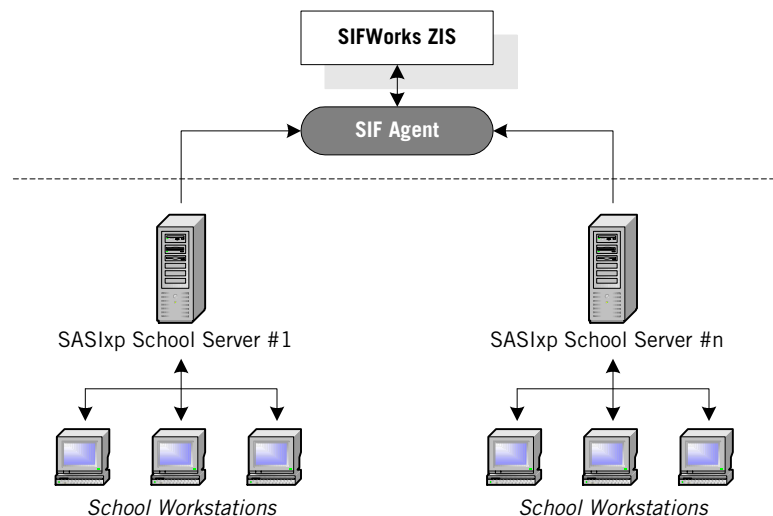 SIFWorks ZIS
SIF Agent
SASIxp School Server #1
SASIxp School Server #n
School Workstations
School Workstations